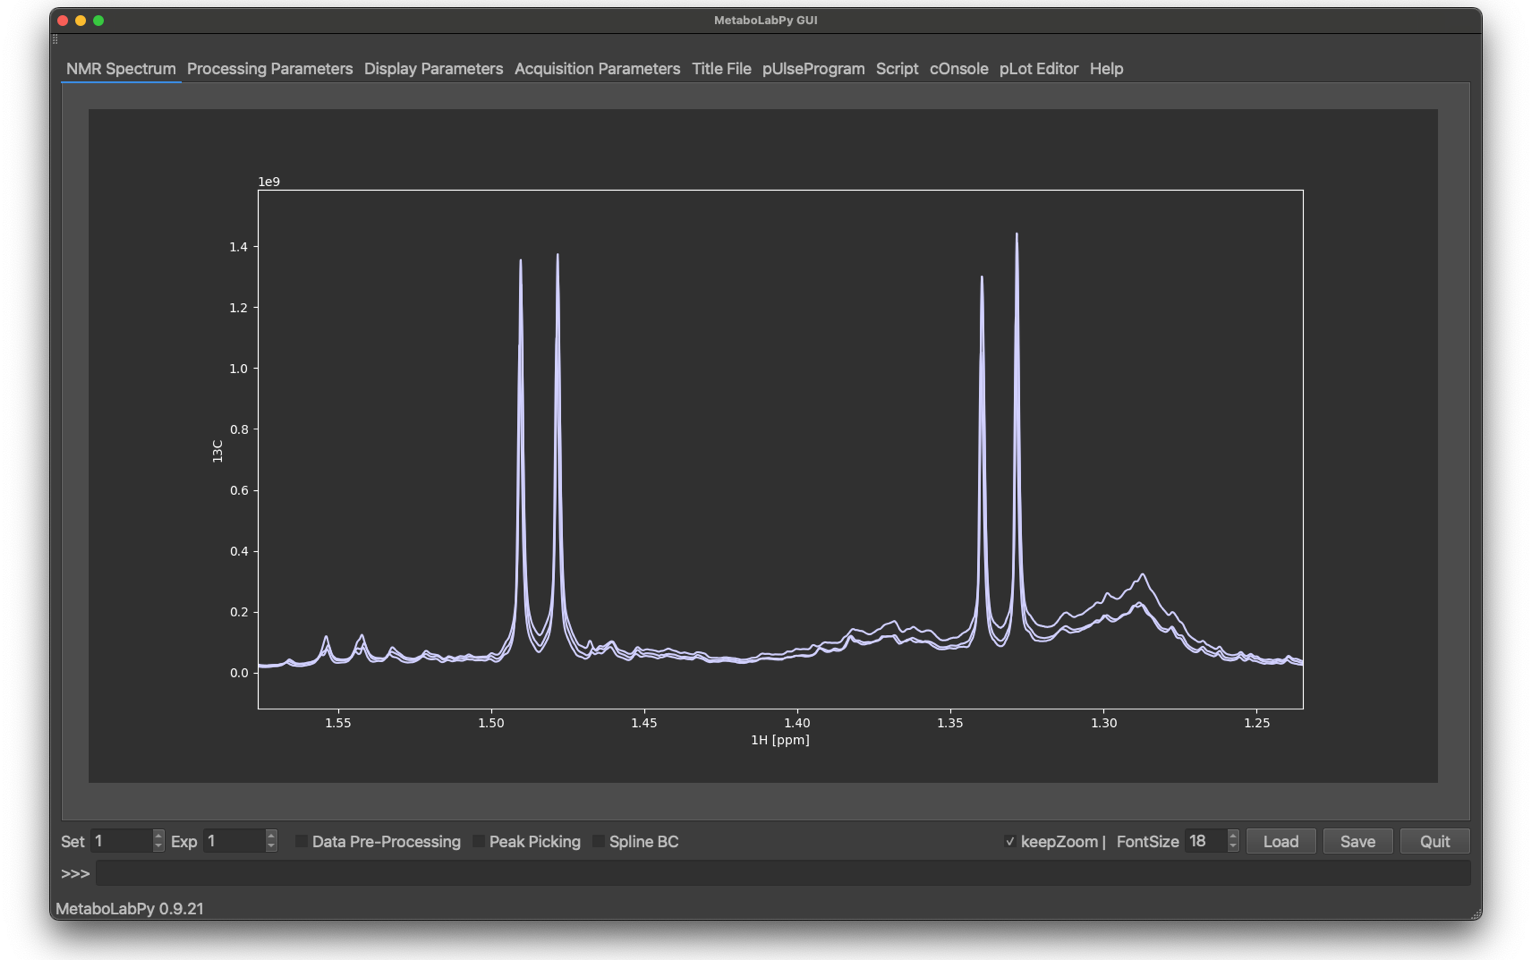 MetaboLabPy GUI
NMR Spectrum Processing Parameters Display Parameters Acquisition Parameters Title File pUlseProgram Script cOnsole pLot Editor Help
1e9
1.4
1.2
1.0
0.8
13C
0.6
0.4
0.2
0.0
1.55 1.50 1.45 1.40 1.35 1.30 1.25
1H [ppm]
Set 1 Exp 1 Data Pre-Processing Peak Picking Spline BC keepZoom | FontSize 18 Load Save Quit
>>>
MetaboLabPy 0.9.21